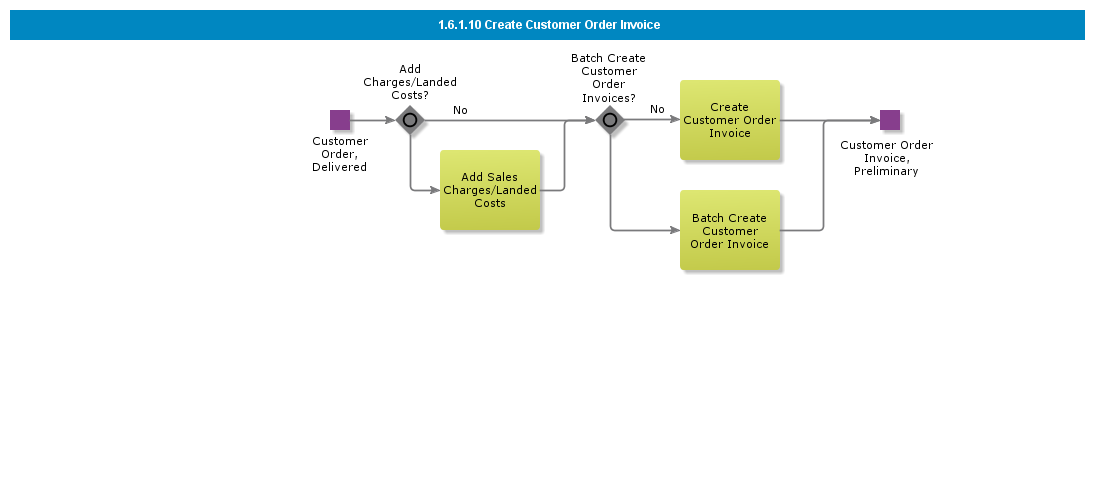 1.6.1.10 Create Customer Order Invoice
Add
Charges/Landed
Costs?
Batch Create
Customer
Order
Invoices?
No
No
Customer
Order,
Delivered
Create
Customer Order
Invoice
Customer Order
Invoice,
Preliminary
Add Sales
Charges/Landed
Costs
Batch Create
Customer
Order Invoice